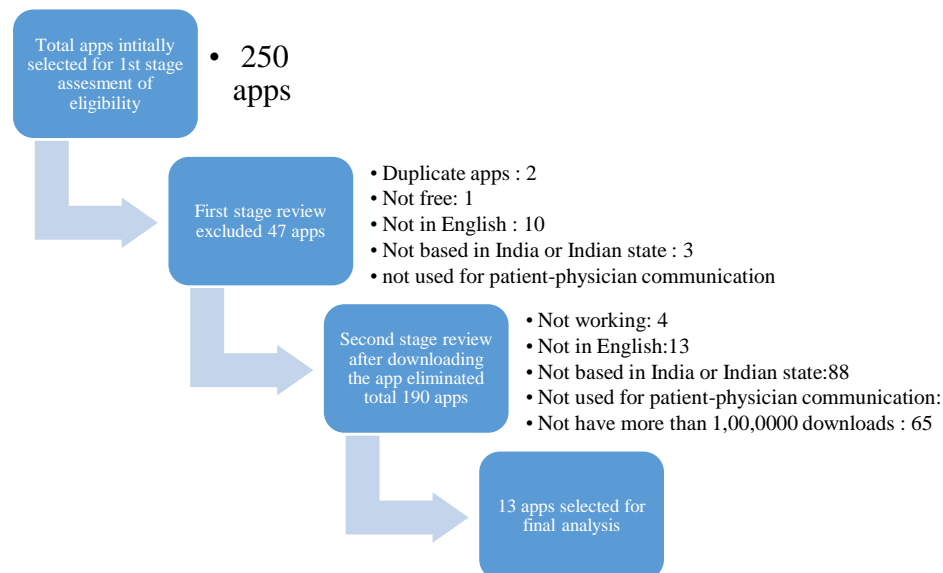 Total apps intitally
selected for 1st stage
assesment of
eligibility
• 250
apps
First stage review
excluded 47 apps
• Duplicate apps : 2
• Not free: 1
• Not in English : 10
• Not based in India or Indian state : 3
• not used for patient-physician communication
Second stage review
after downloading
the app eliminated
total 190 apps
• Not working: 4
• Not in English:13
• Not based in India or Indian state:88
• Not used for patient-physician communication:
• Not have more than 1,00,0000 downloads : 65
13 apps selected for
final analysis